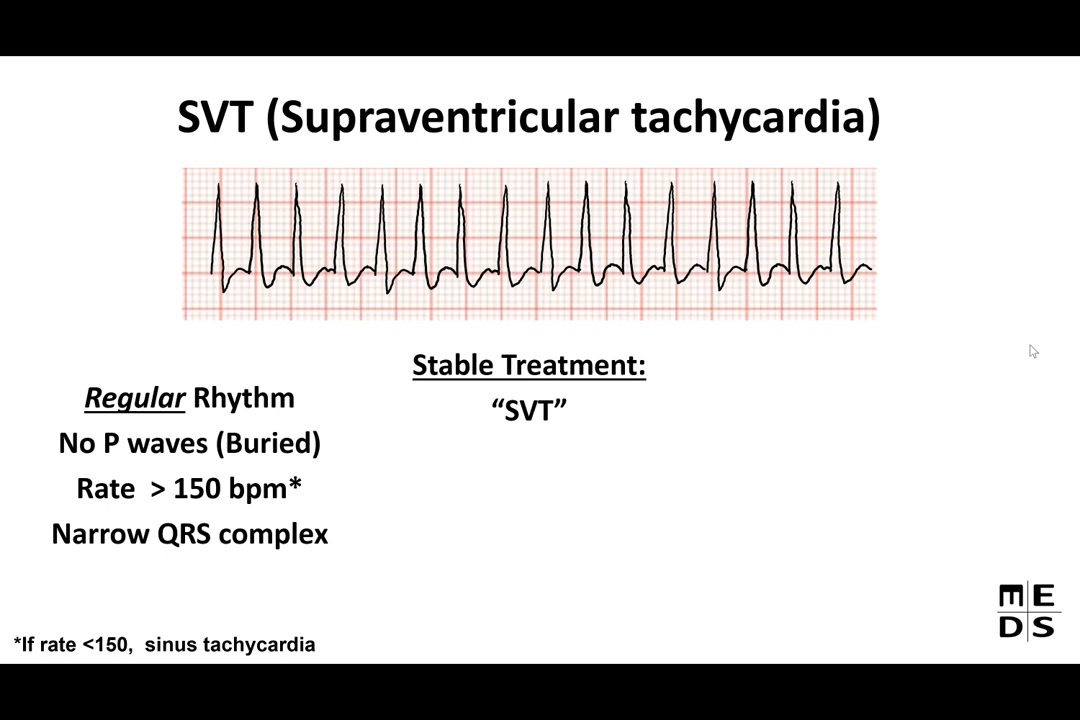 SVT (Supraventricular tachycardia)
Stable Treatment:
“SVT”
Regular Rhythm
No P waves (Buried)
Rate > 150 bpm*
Narrow QRS complex
*If rate <150, sinus tachycardia
M E
D S